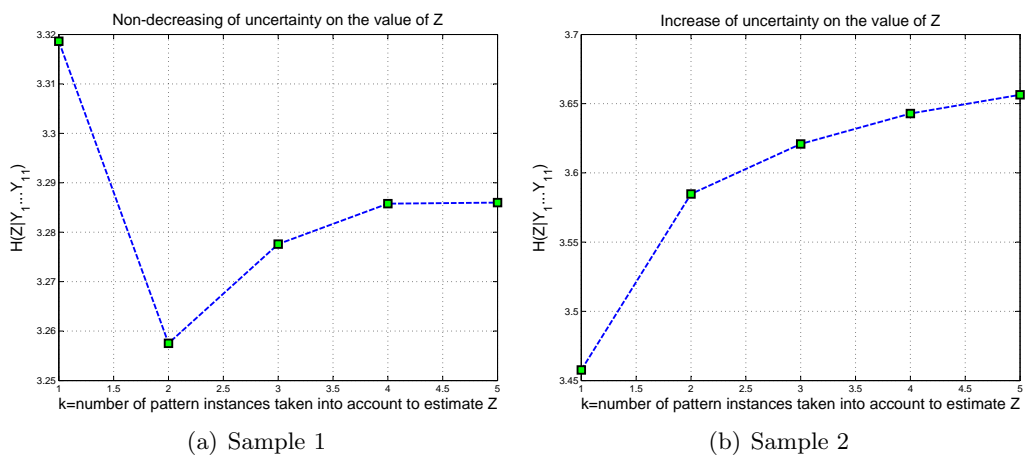 Non-decreasing of uncertainty on the value of Z
3.32
3.31
3.3
3.29
3.28
3.27
3.26
3.25
H(Z|Y1...Y11)
1 1.5 2 2.5 3 3.5 4 4.5 5
k=number of pattern instances taken into account to estimate Z
(a) Sample 1
Increase of uncertainty on the value of Z
3.7
3.65
3.6
3.55
3.5
3.45
H(Z|Y1...Y11)
1 1.5 2 2.5 3 3.5 4 4.5 5
k=number of pattern instances taken into account to estimate Z
(b) Sample 2